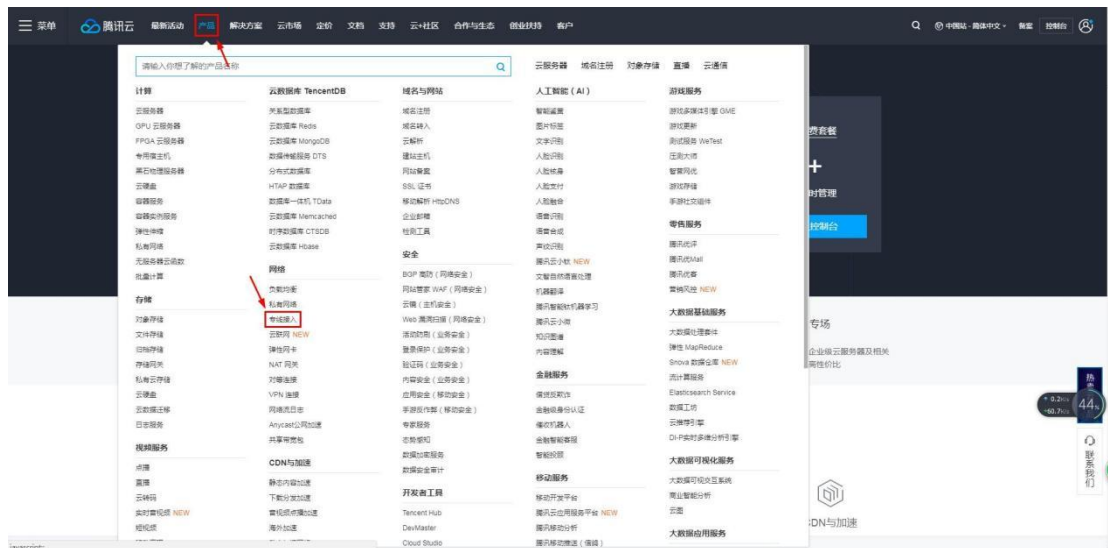 菜单 腾讯云 最新活动 产品 解决方案 云市场 定价 文档 支持 云+社区 合作与生态 创业扶持 客户 中国站 - 简体中文 备案 控制台
请输入你想了解的产品名称
云服务器 域名注册 对象存储 直播 云通信
计算
云服务器
GPU 云服务器
FPGA 云服务器
专用宿主机
黑石物理服务器
云硬盘
容器服务
容器实例服务
弹性伸缩
私有网络
无服务器云函数
批量计算
存储
对象存储
文件存储
归档存储
存储网关
私有云存储
云硬盘
云数据迁移
日志服务
视频服务
点播
直播
云转码
实时音视频 NEW
短视频
云数据库 TencentDB
关系型数据库
云数据库 Redis
云数据库 MongoDB
数据传输服务 DTS
分布式数据库
HTAP 数据库
数据库一体机 TData
云数据库 Memcached
时序数据库 CTSDB
云数据库 Hbase
网络
负载均衡
私有网络
专线接入
云联网 NEW
弹性网卡
NAT 网关
对等连接
VPN 连接
网络流日志
Anycast公网加速
共享带宽包
CDN与加速
静态内容加速
下载分发加速
音视频点播加速
海外加速
域名与网站
域名注册
域名转入
云解析
建站主机
网站备案
SSL 证书
移动解析 HttpDNS
企业邮箱
检测工具
安全
BGP 高防（网络安全）
网站管家 WAF（网络安全）
云镜（主机安全）
Web 漏洞扫描（网络安全）
活动防刷（业务安全）
登录保护（业务安全）
验证码（业务安全）
内容安全（业务安全）
应用安全（移动安全）
手游反作弊（移动安全）
专家服务
态势感知
数据加密服务
数据安全审计
开发者工具
Tencent Hub
DevMaster
Cloud Studio
人工智能（AI）
智能鉴黄
图片标签
文字识别
人脸识别
人脸核身
人脸支付
人脸融合
语音识别
语音合成
声纹识别
腾讯云小微 NEW
文智自然语言处理
机器翻译
腾讯智能钛机器学习
腾讯云小微
知识图谱
内容理解
金融服务
借贷反欺诈
金融级身份认证
催收机器人
金融智能客服
智能投顾
移动服务
移动开发平台
腾讯云应用服务平台 NEW
腾讯移动分析
腾讯移动推送（信鸽）
游戏服务
游戏多媒体引擎 GME
游戏更新
测试服务 WeTest
压测大师
智营网优
游戏存储
手游社交组件
零售服务
腾讯优评
腾讯优Mall
腾讯优客
营销风控 NEW
大数据基础服务
大数据处理套件
弹性 MapReduce
Snova 数据仓库 NEW
流计算服务
Elasticsearch Service
数据工坊
云推荐引擎
DI-P实时多维分析引擎
大数据可视化服务
大数据可视交互系统
商业智能分析
云图
大数据应用服务
费套餐
+
时管理
控制台
专场
企业级云服务器及相关
高性价比
44%
联系我们
CDN与加速